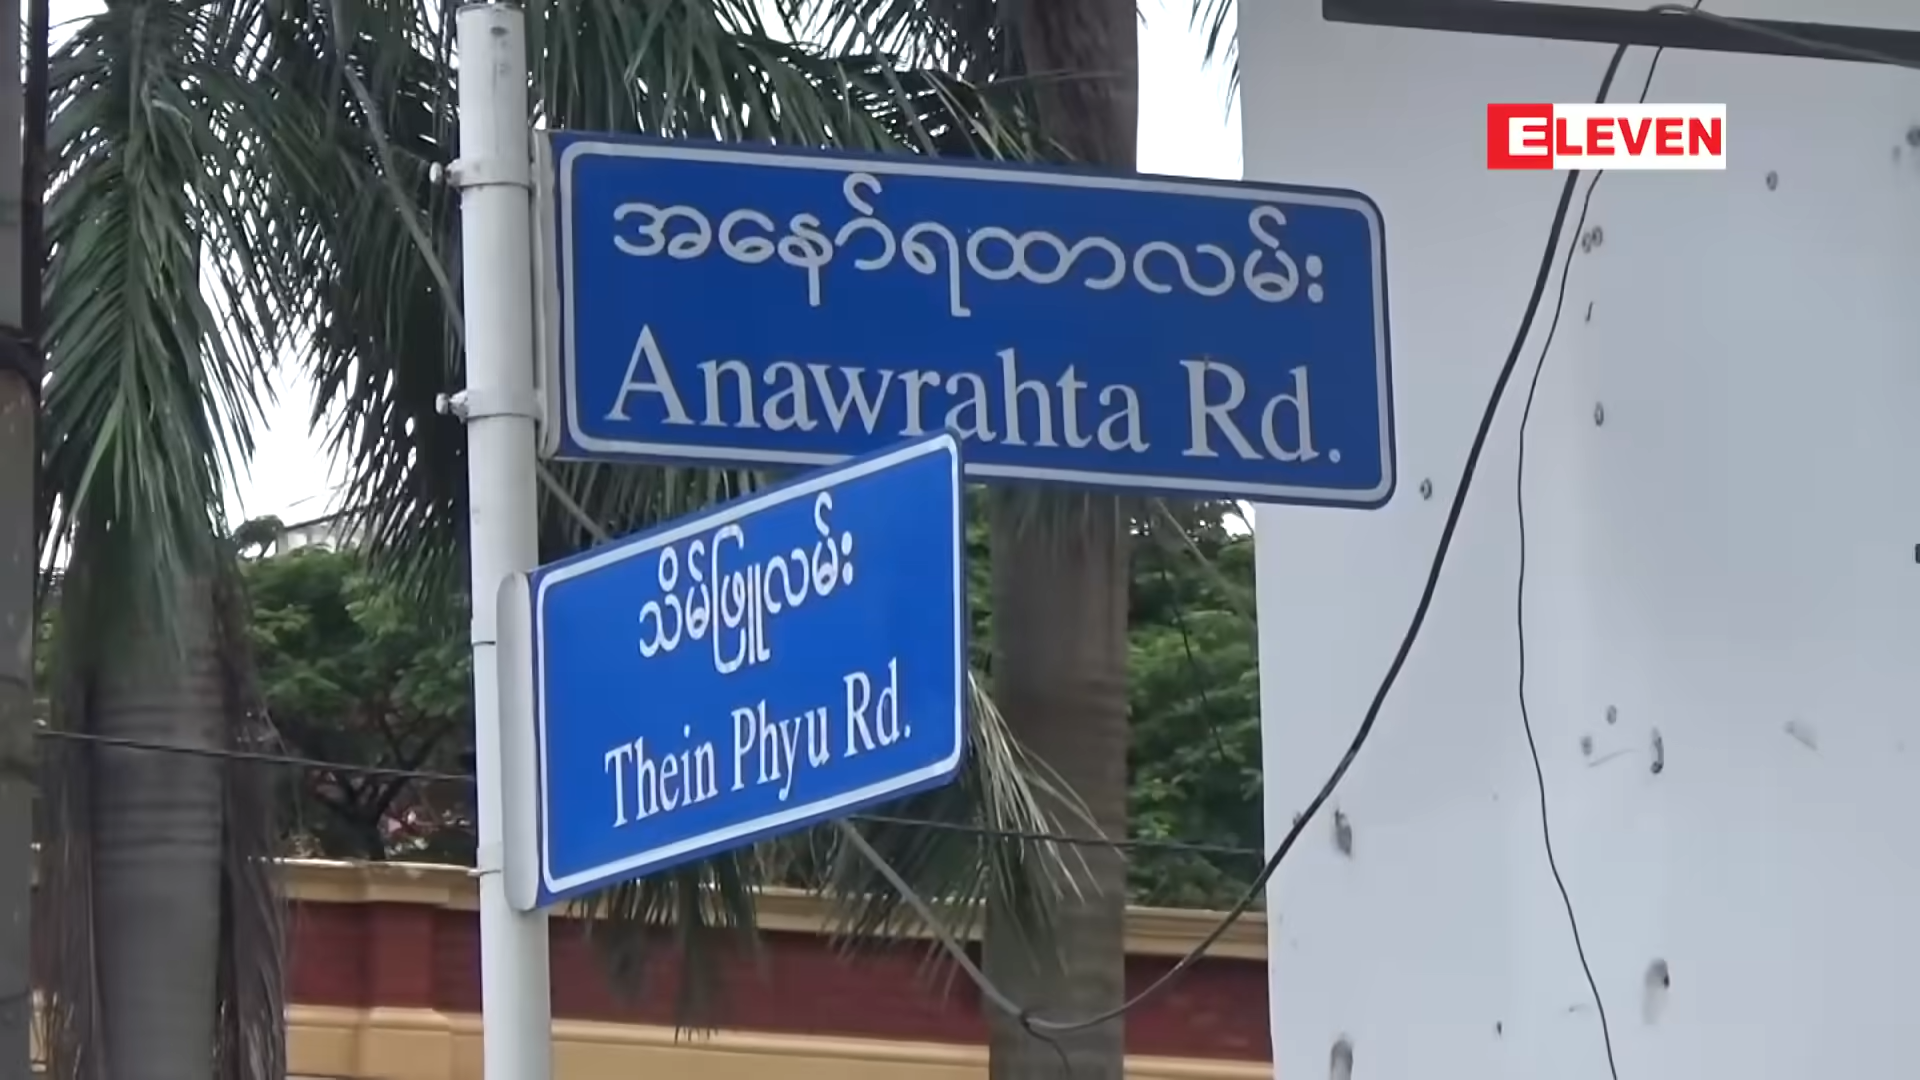 ELEVEN
အနော်ရထာလမ်း
Anawrahta Rd.
သိမ်ဖြူလမ်း
Thein Phyu Rd.